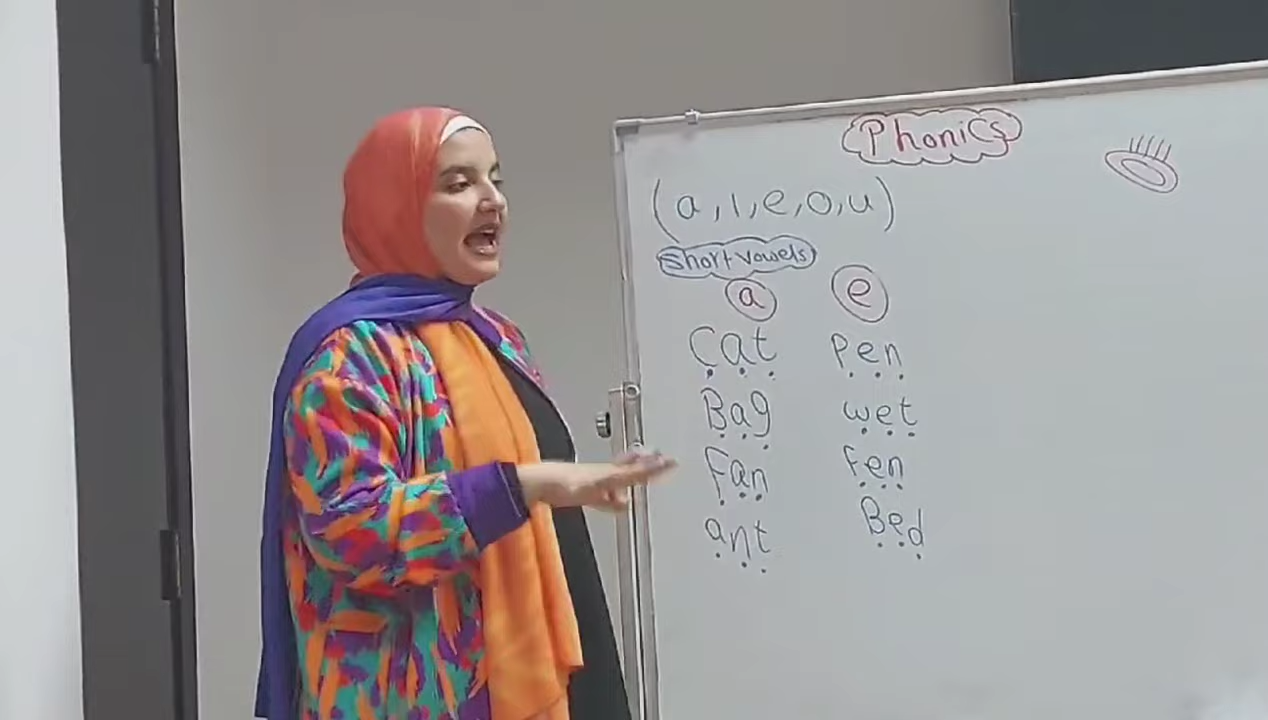 Phonics
(a, i, e, o, u)
Short vowels
a e
Cat Pen
Bag wet
Fan Fen
ant Bed